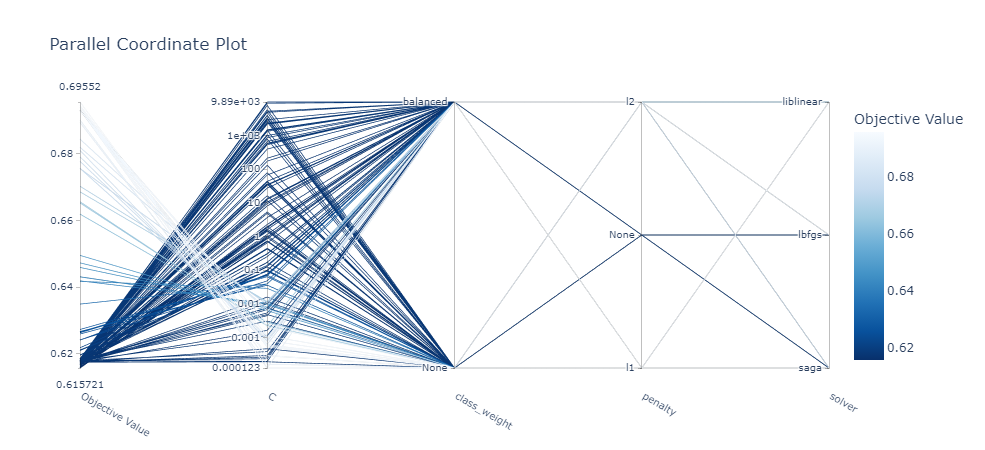 Parallel Coordinate Plot
0.69552
0.68
0.66
0.64
0.62
0.615721
Objective Value
9.89e+03
1e+03
100
10
1
0.1
0.01
0.001
0.000123
C
balanced
None
class_weight
l2
None
l1
penalty
liblinear
lbfgs
saga
solver
Objective Value
0.68
0.66
0.64
0.62